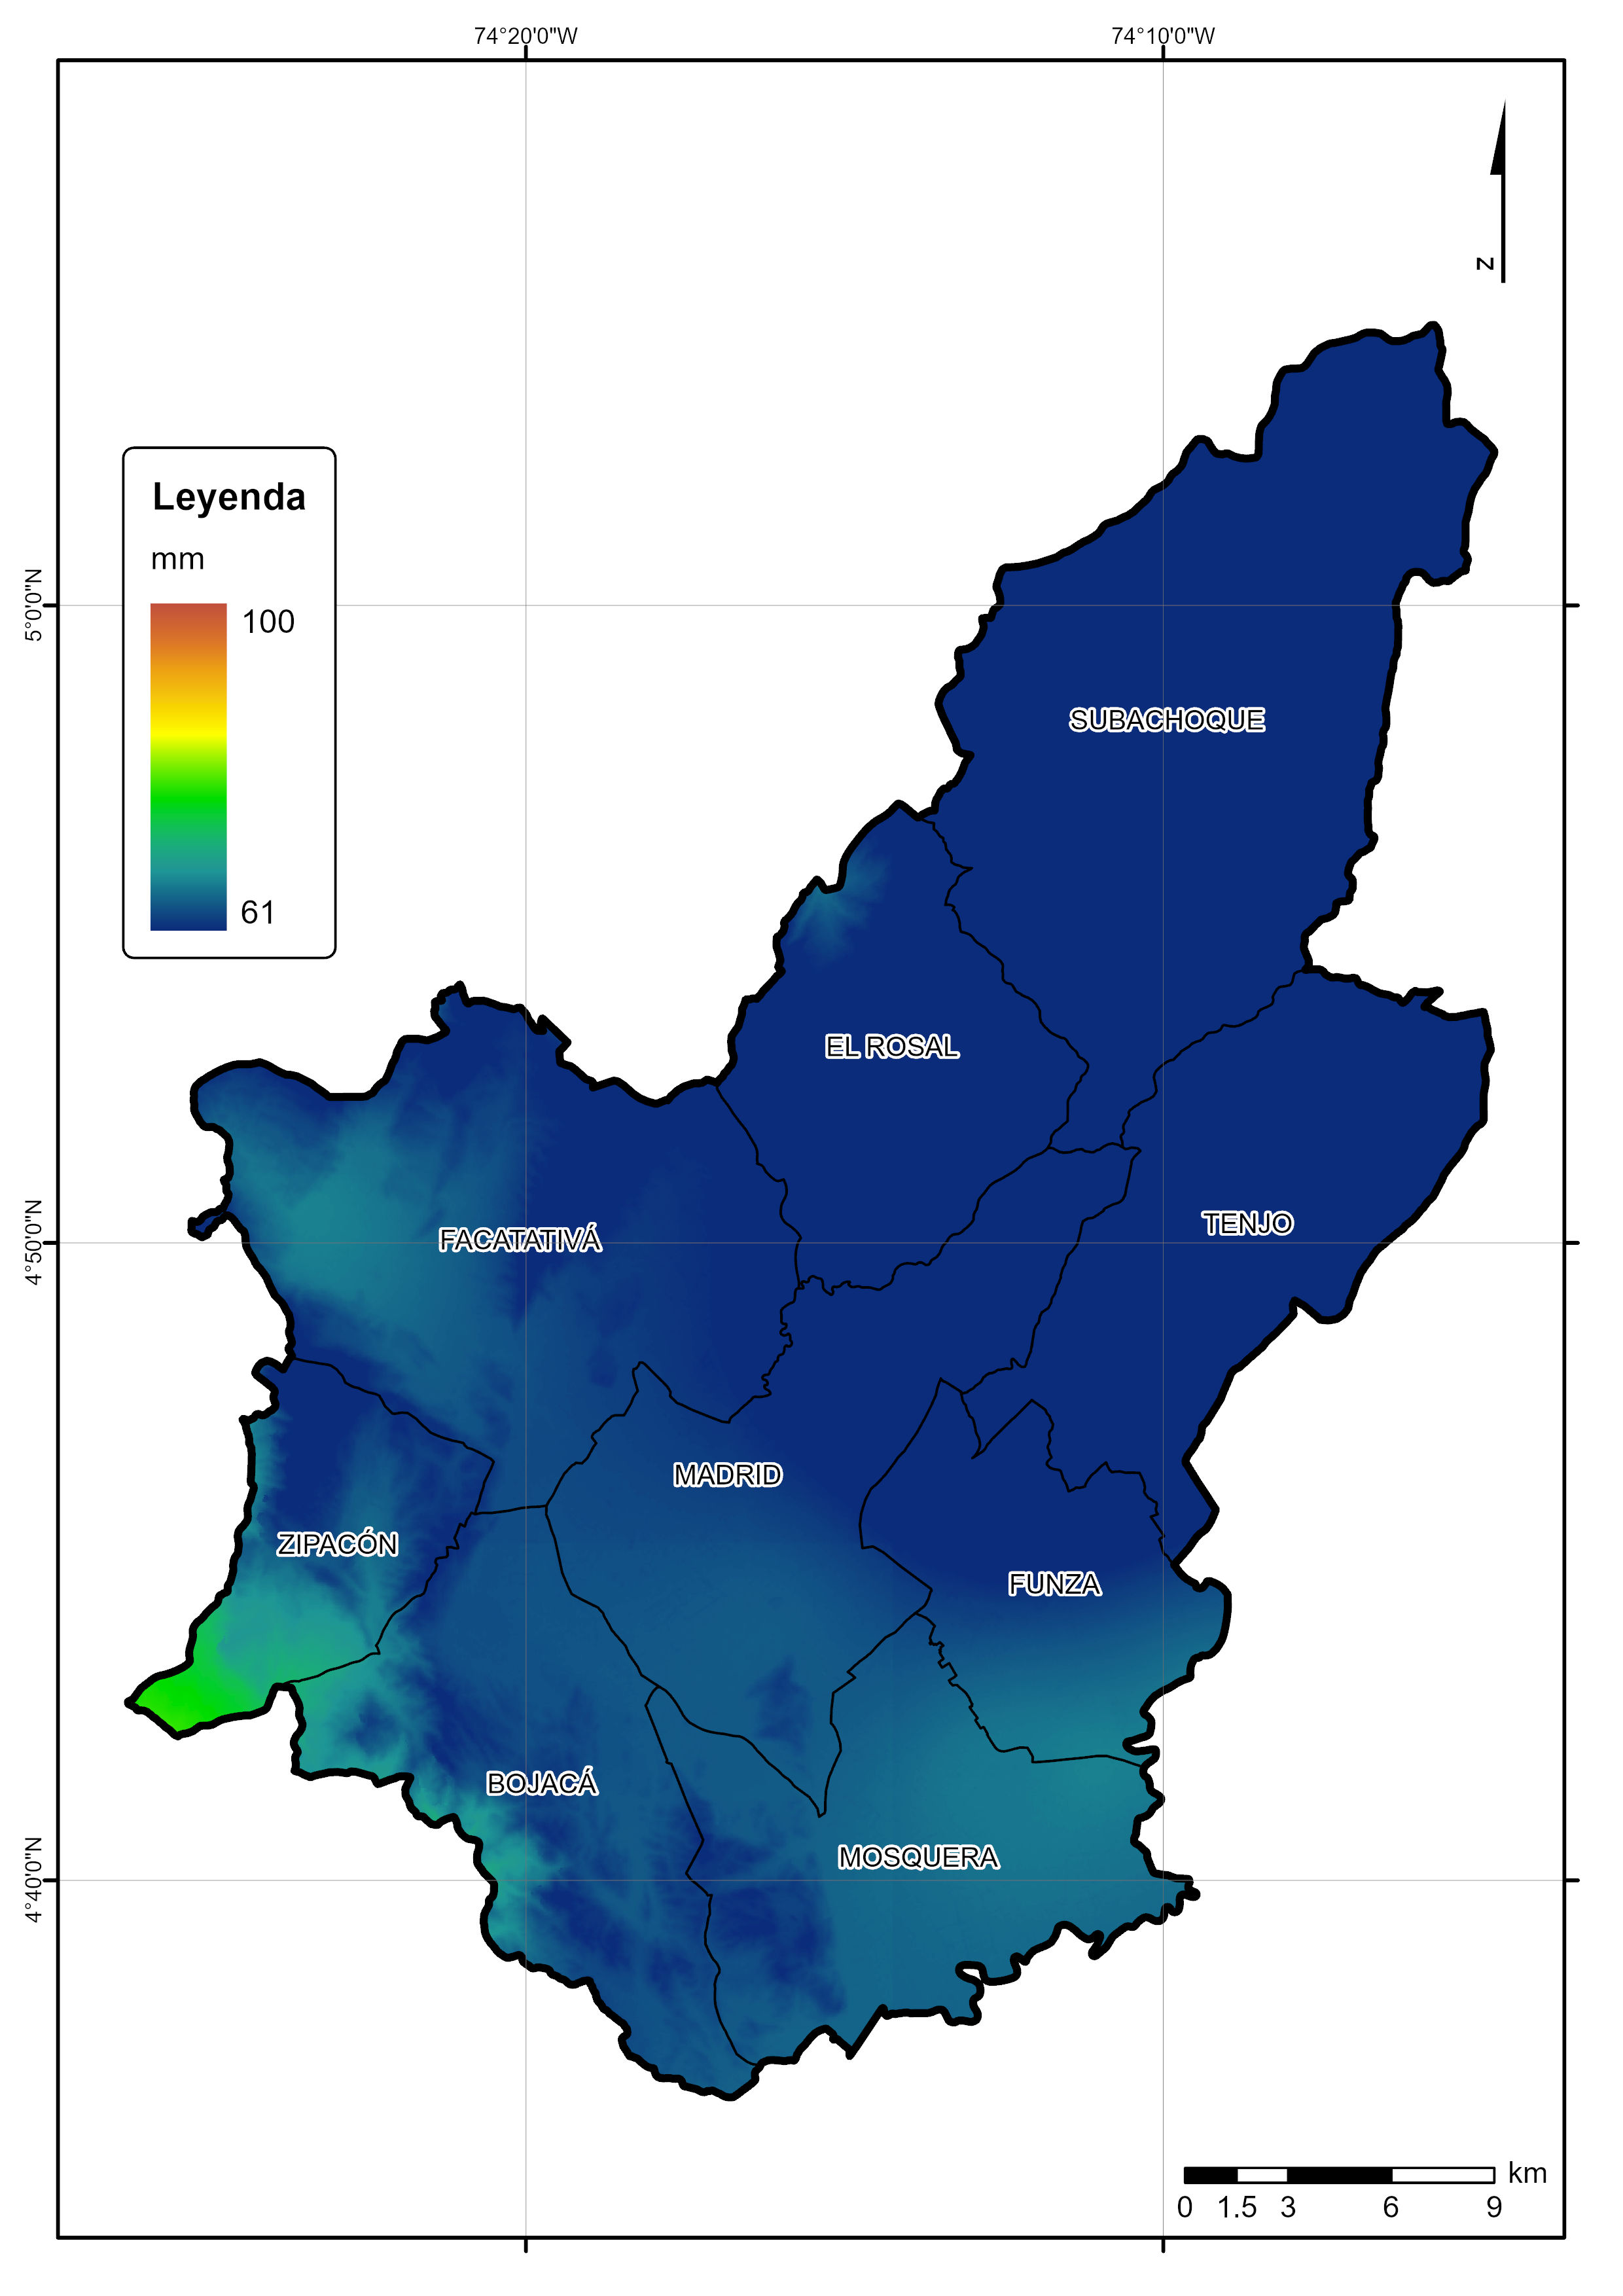 74°20'0"W 74°10'0"W
N
Leyenda
mm
100
61
5°0'0"N
SUBACHOQUE
EL ROSAL
TENJO
4°50'0"N
FACATATIVÁ
MADRID
ZIPACÓN
FUNZA
BOJACÁ
MOSQUERA
4°40'0"N
km
0 1.5 3 6 9